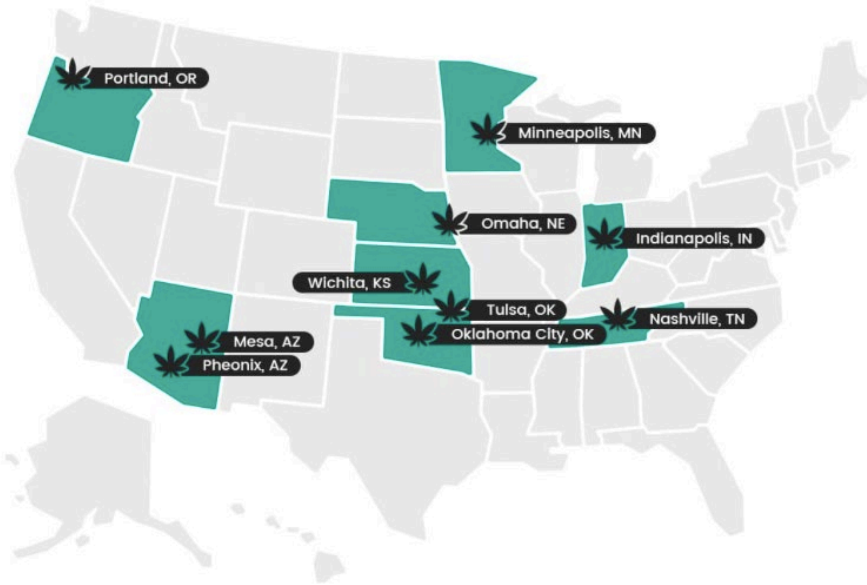 Portland, OR
Minneapolis, MN
Omaha, NE
Indianapolis, IN
Wichita, KS
Tulsa, OK
Nashville, TN
Oklahoma City, OK
Mesa, AZ
Pheonix, AZ